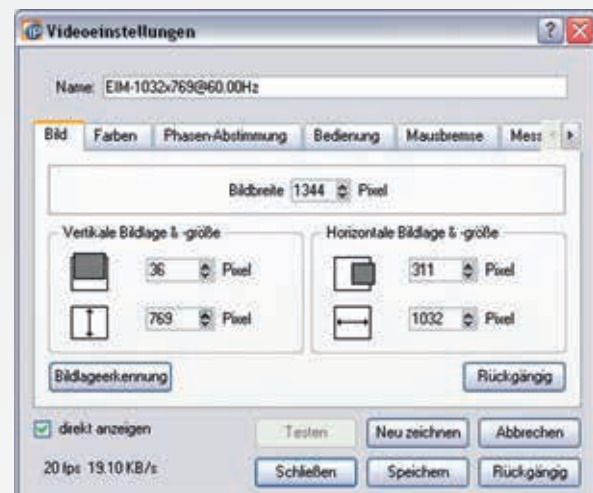 Videoeinstellungen
Name: EIM-1032x769@60.00Hz
Bild Farben Phasen-Abstimmung Bedienung Mausbremse Mess
Bildbreite 1344 Pixel
Vertikale Bildlage & -größe
36 Pixel
769 Pixel
Horizontale Bildlage & -größe
311 Pixel
1032 Pixel
Bildlageerkennung Rückgängig
direkt anzeigen Testen Neu zeichnen Abbrechen
20 fps 19.10 KB/s Schließen Speichern Rückgängig